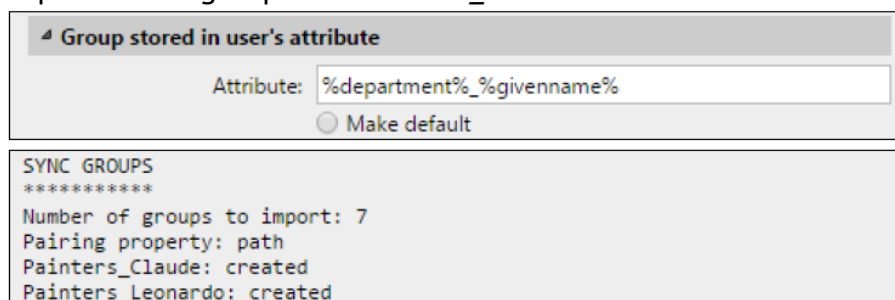 Group stored in user's attribute
Attribute: %department%_%givenname%
Make default
SYNC GROUPS
***********
Number of groups to import: 7
Pairing property: path
Painters_Claude: created
Painters_Leonardo: created